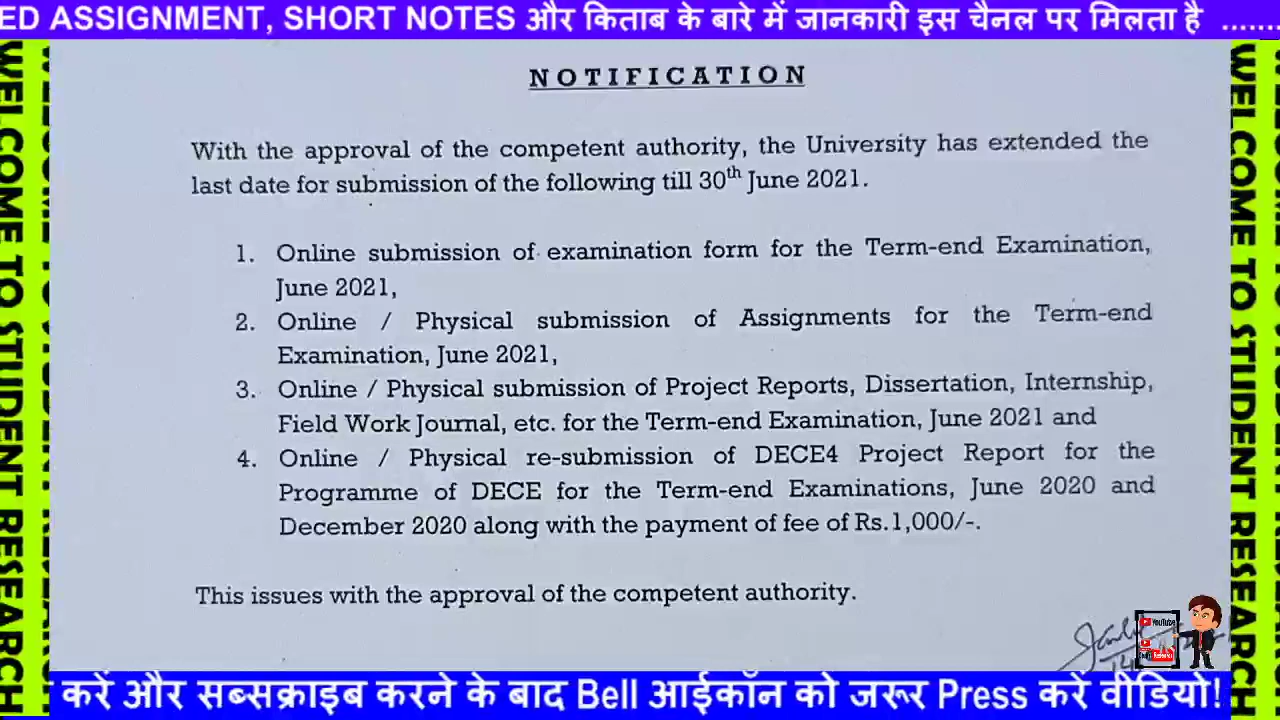 ED ASSIGNMENT, SHORT NOTES और किताब के बारे में जानकारी इस चैनल पर मिलता है .......
WELCOME TO STUDENT RESEARCH
NOTIFICATION
With the approval of the competent authority, the University has extended the
last date for submission of the following till 30th June 2021.
1. Online submission of examination form for the Term-end Examination,
June 2021,
2. Online / Physical submission of Assignments for the Term-end
Examination, June 2021,
3. Online / Physical submission of Project Reports, Dissertation, Internship,
Field Work Journal, etc. for the Term-end Examination, June 2021 and
4. Online / Physical re-submission of DECE4 Project Report for the
Programme of DECE for the Term-end Examinations, June 2020 and
December 2020 along with the payment of fee of Rs.1,000/-.
This issues with the approval of the competent authority.
YouTube
WELCOME TO STUDENT RESEARCH
करें और सब्सक्राइब करने के बाद Bell आईकॉन को जरूर Press करें वीडियो!